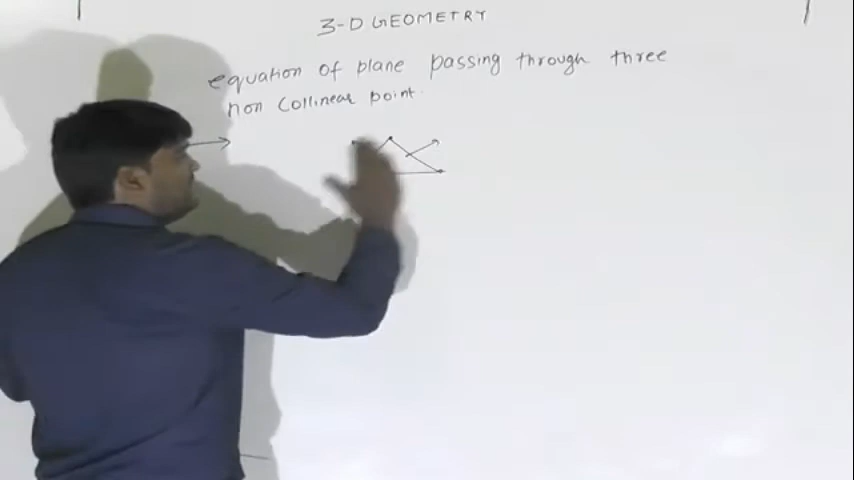 3-D GEOMETRY
equation of plane passing through three
non collinear point.